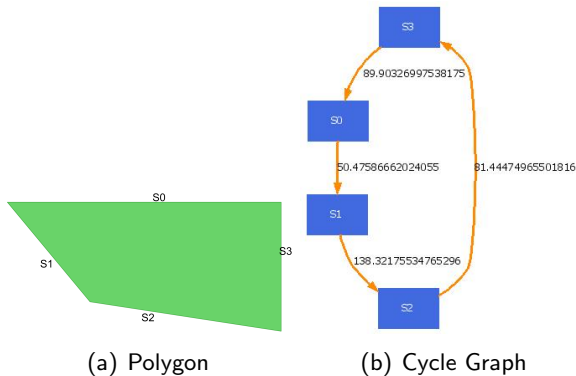 S0
S1
S2
S3
(a) Polygon
S3
89.90326997538175
S0
50.47586662024055
81.44474965501816
S1
138.32175534765296
S2
(b) Cycle Graph